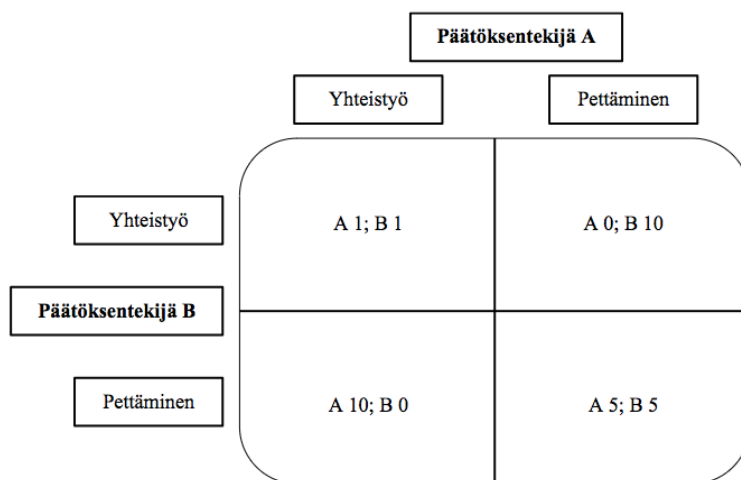 Päätöksentekijä A
Yhteistyö
Pettäminen
Yhteistyö
A 1; B 1
A 0; B 10
Päätöksentekijä B
Pettäminen
A 10; B 0
A 5; B 5